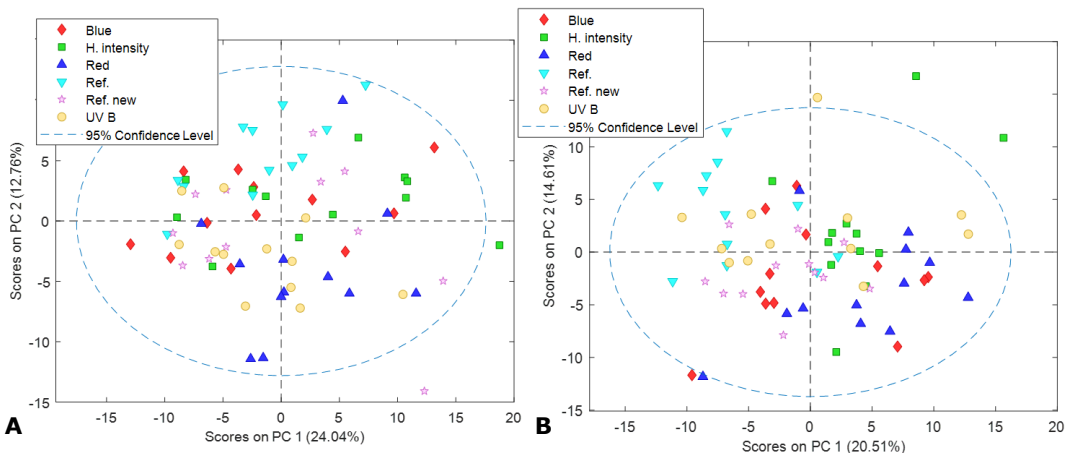 Blue
H. intensity
Red
Ref.
Ref. new
UV B
95% Confidence Level
5
0
-5
-10
-15
Scores on PC 2 (12.76%)
-15
-10
-5
0
5
10
15
20
Scores on PC 1 (24.04%)
A
Blue
H. intensity
Red
Ref.
Ref. new
UV B
95% Confidence Level
10
5
0
-5
-10
-15
Scores on PC 2 (14.61%)
-15
-10
-5
0
5
10
15
20
Scores on PC 1 (20.51%)
B